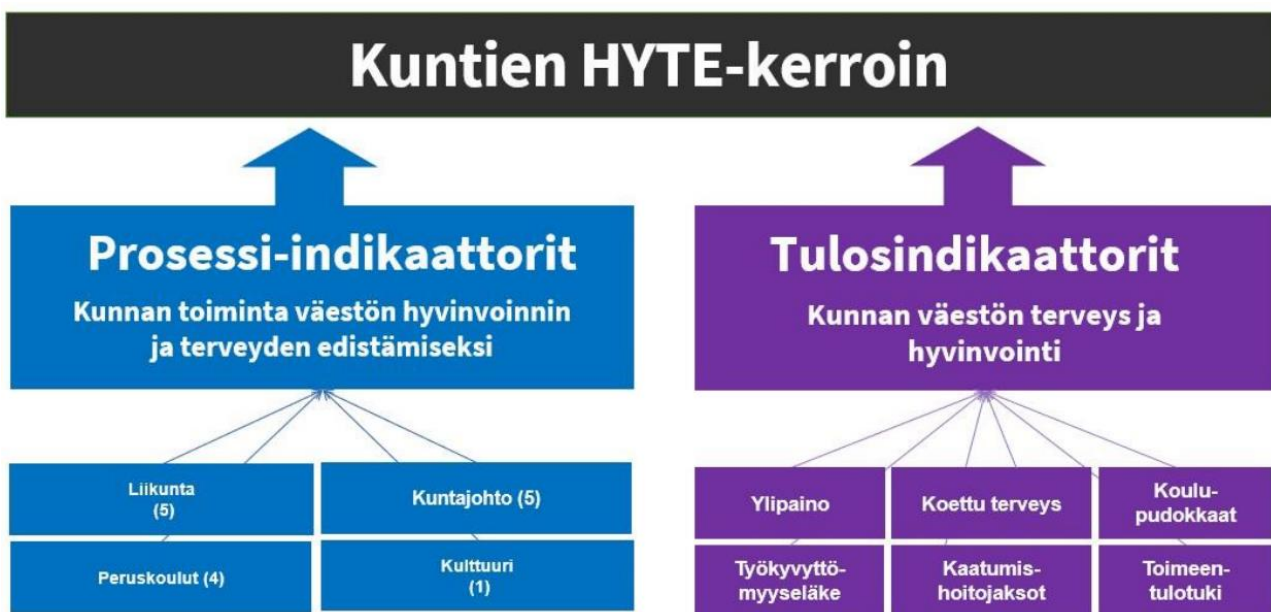 Kuntien HYTE-kerroin
Prosessi-indikaattorit
Kunnan toiminta väestön hyvinvoinnin
ja terveyden edistämiseksi
Liikunta
(5)
Kuntajohto (5)
Peruskoulut (4)
Kulttuuri
(1)
Tulosindikaattorit
Kunnan väestön terveys ja
hyvinvointi
Ylipaino
Koettu terveys
Koulu-
pudokkaat
Työkyvyttö-
myyseläke
Kaatumis-
hoitojaksot
Toimeen-
tulotuki